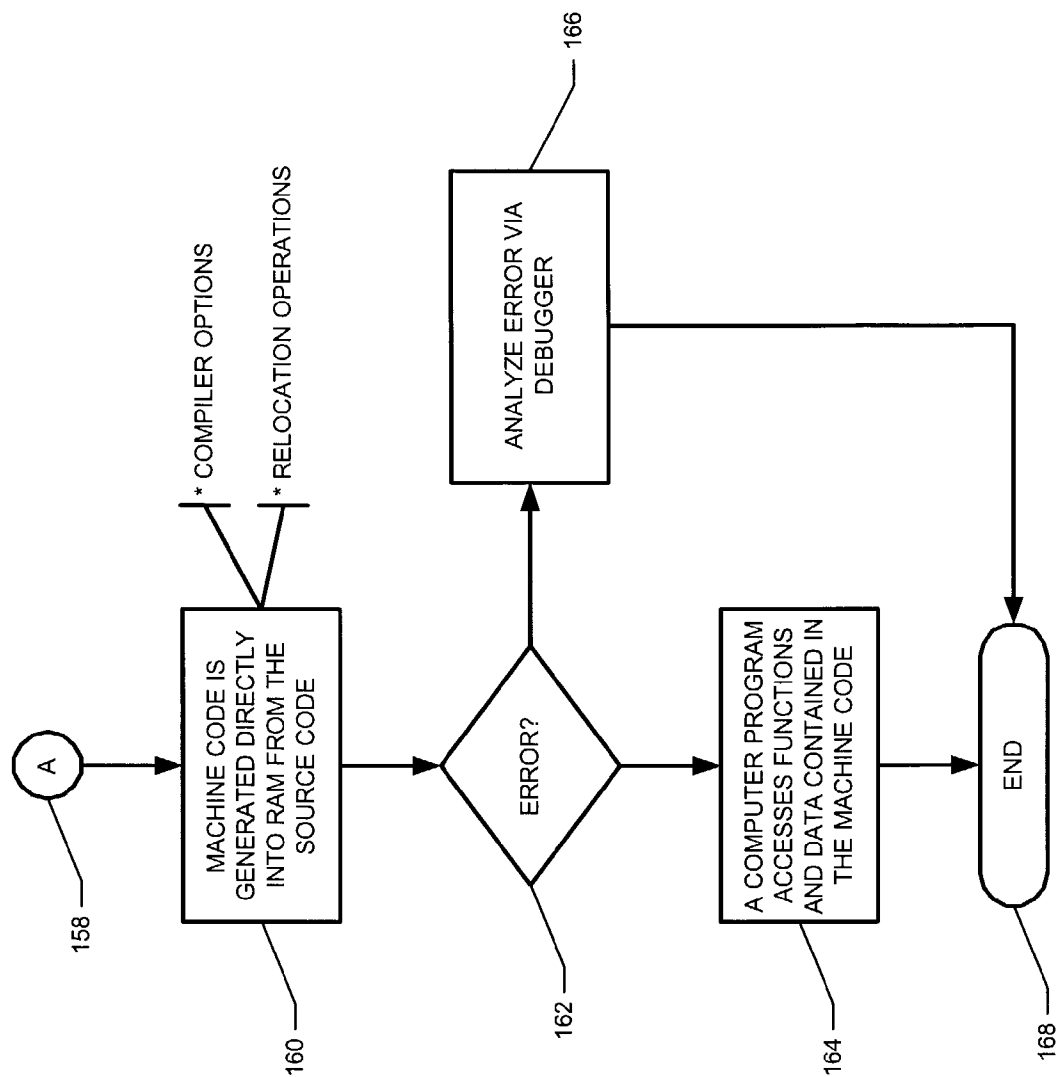 A
158
MACHINE CODE IS
GENERATED DIRECTLY
INTO RAM FROM THE
SOURCE CODE
160
* COMPILER OPTIONS
* RELOCATION OPERATIONS
ERROR?
162
ANALYZE ERROR VIA
DEBUGGER
166
A COMPUTER PROGRAM
ACCESSES FUNCTIONS
AND DATA CONTAINED IN
THE MACHINE CODE
164
END
168